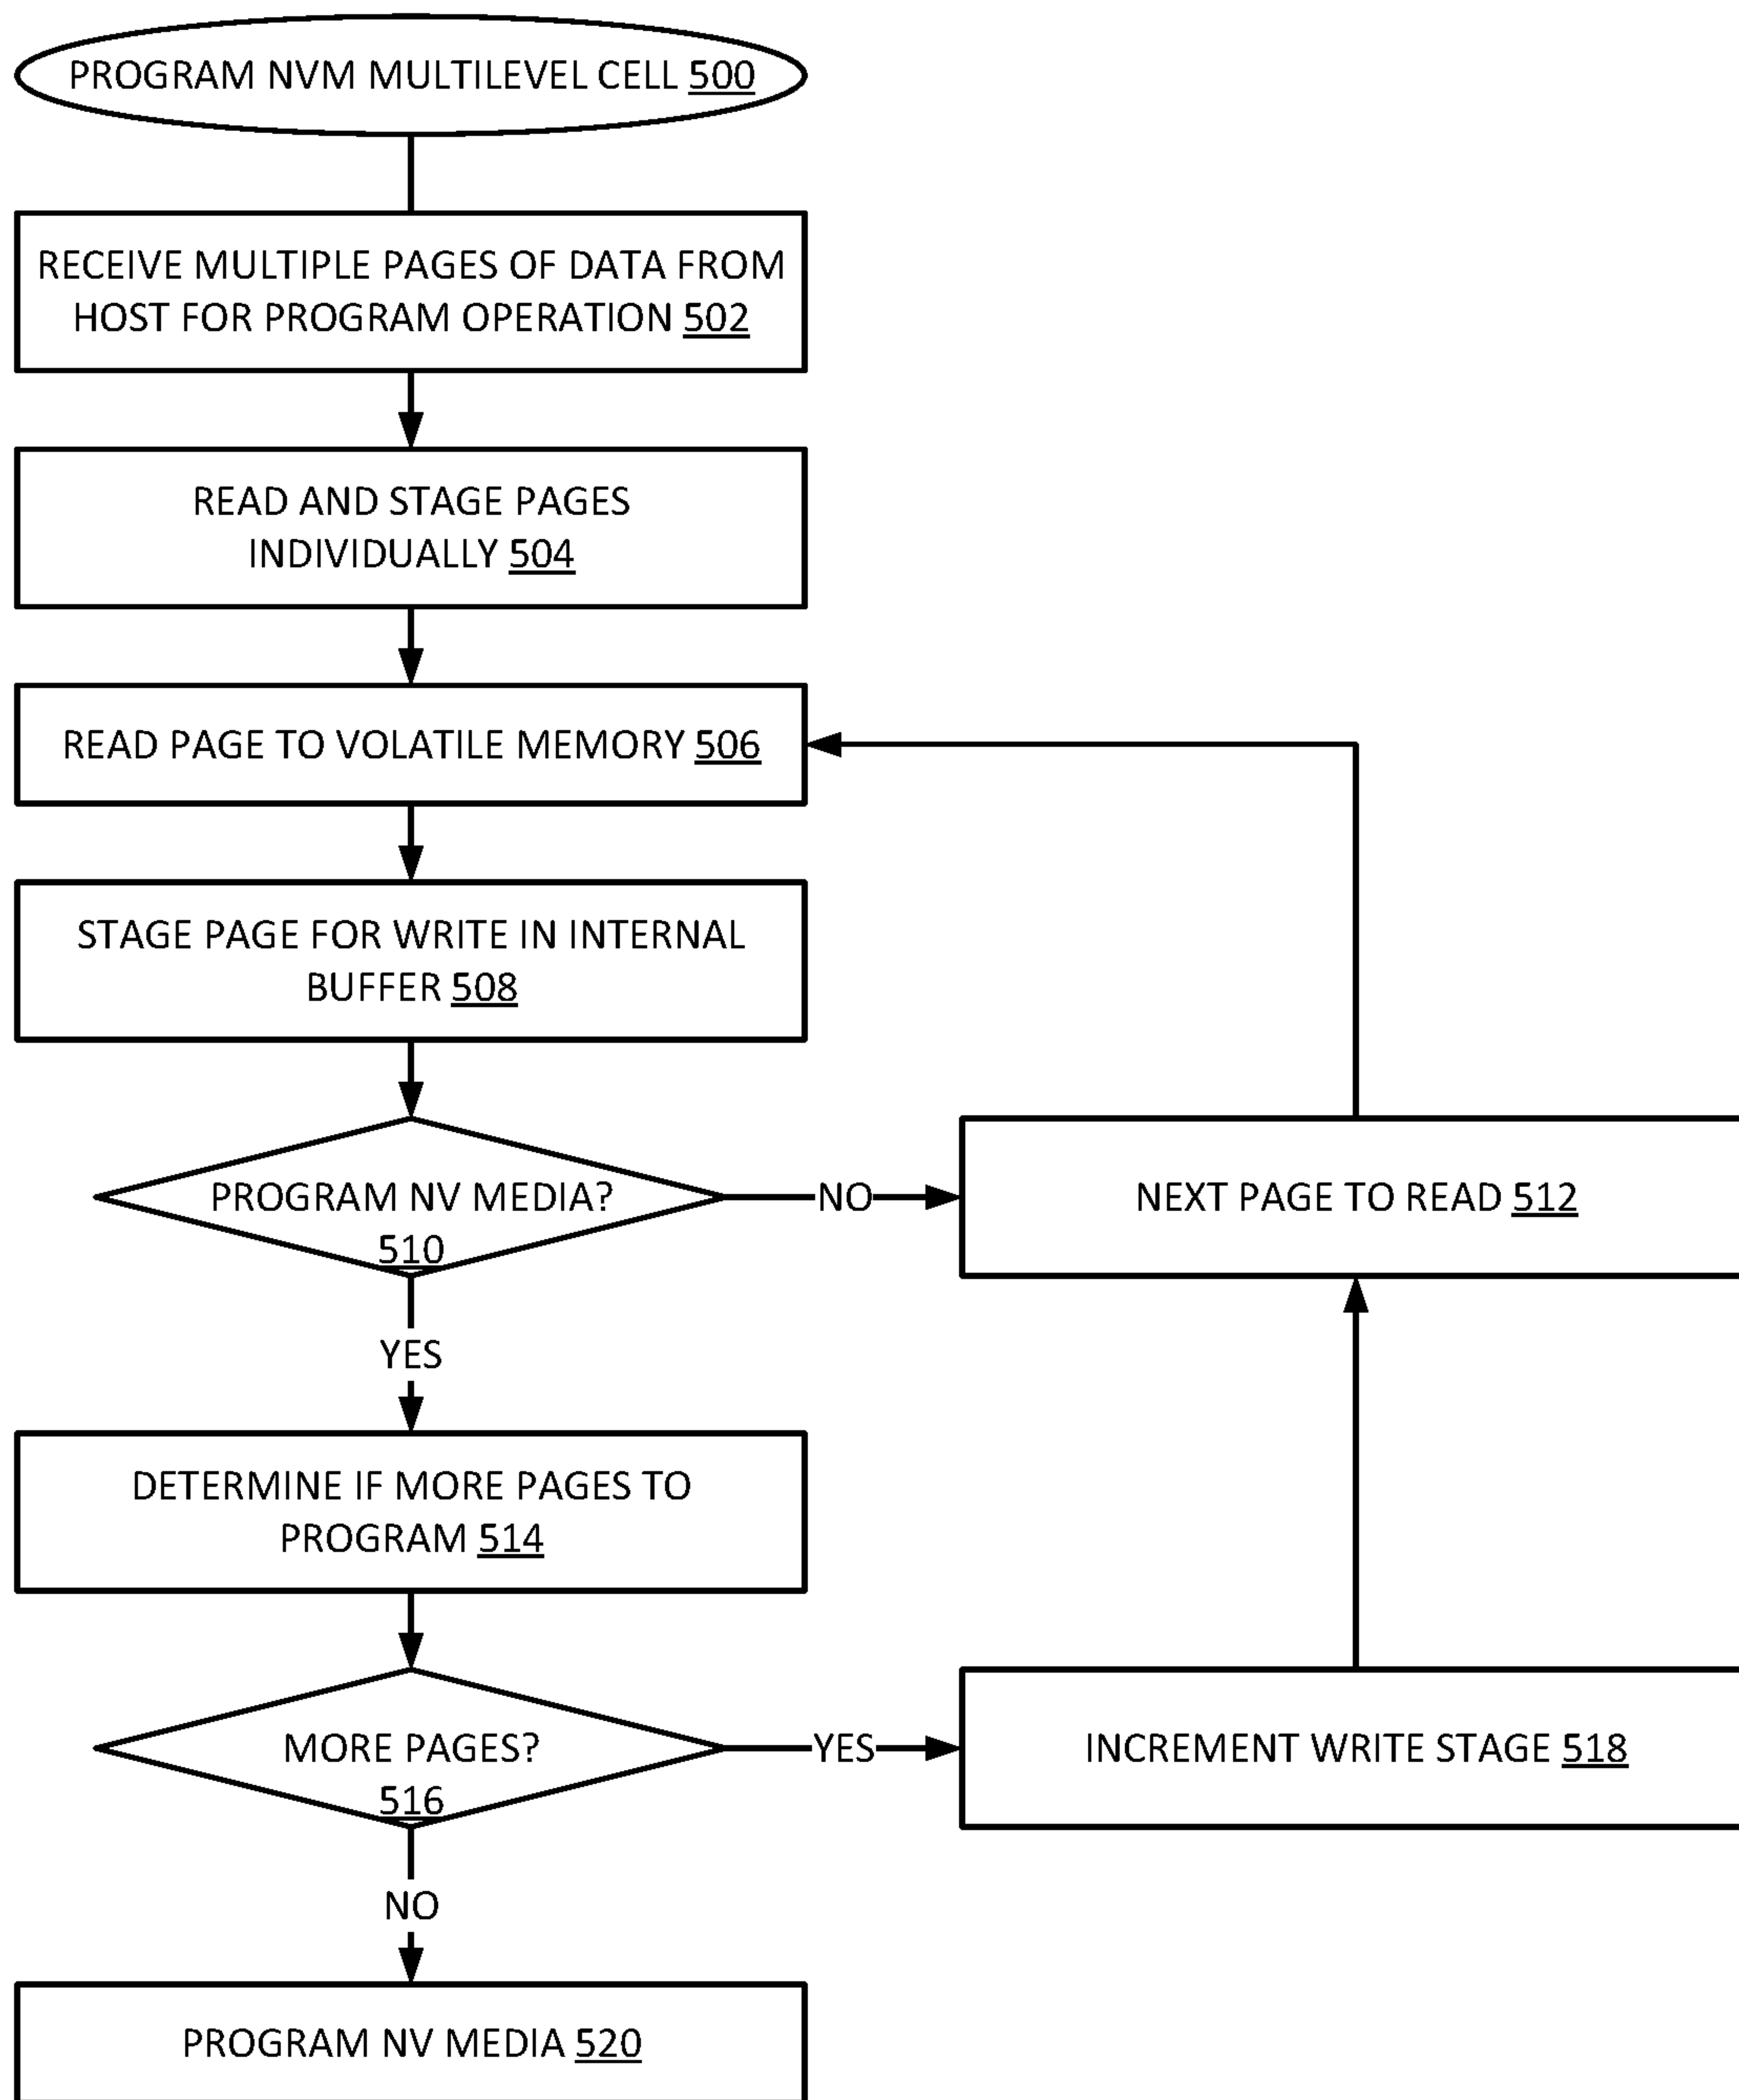 PROGRAM NVM MULTILEVEL CELL 500
RECEIVE MULTIPLE PAGES OF DATA FROM
HOST FOR PROGRAM OPERATION 502
READ AND STAGE PAGES
INDIVIDUALLY 504
READ PAGE TO VOLATILE MEMORY 506
STAGE PAGE FOR WRITE IN INTERNAL
BUFFER 508
PROGRAM NV MEDIA?
510
NO
NEXT PAGE TO READ 512
YES
DETERMINE IF MORE PAGES TO
PROGRAM 514
MORE PAGES?
516
YES
INCREMENT WRITE STAGE 518
NO
PROGRAM NV MEDIA 520